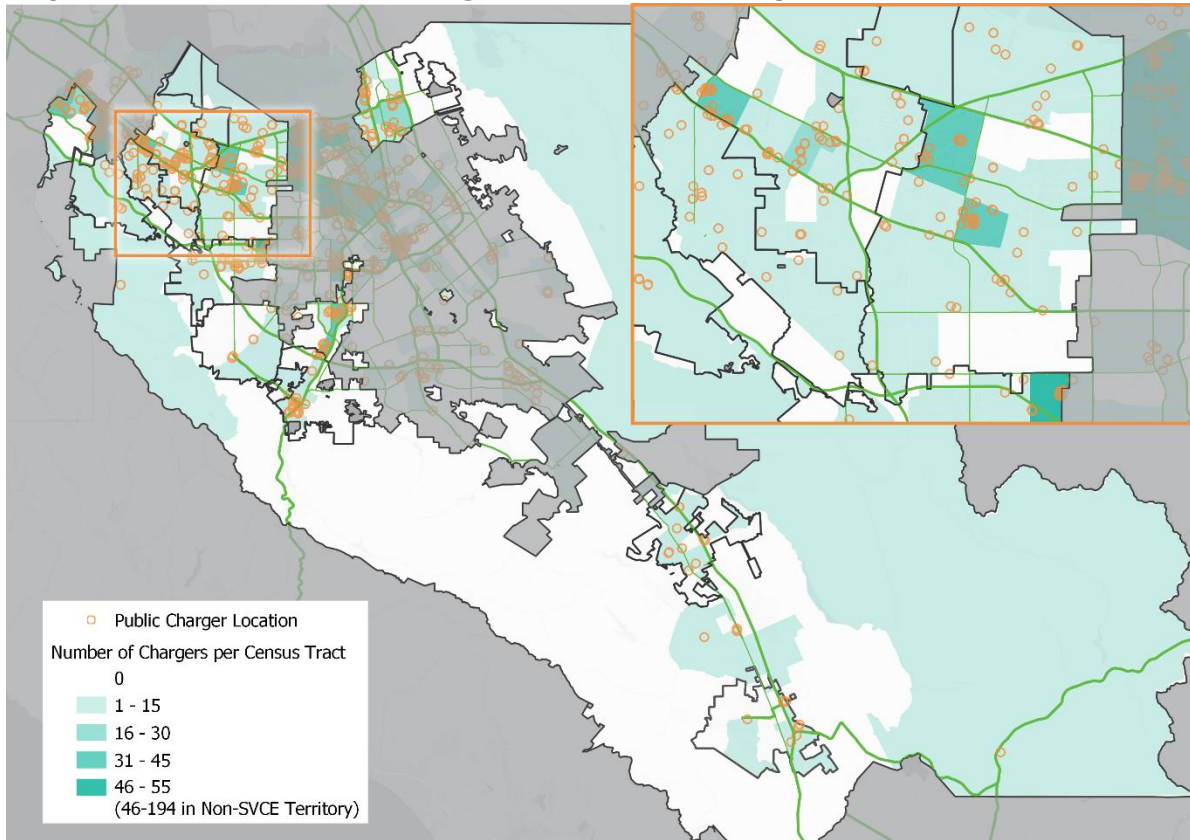 Public Charger Location
Number of Chargers per Census Tract
0
1 - 15
16 - 30
31 - 45
46 - 55
(46-194 in Non-SVCE Territory)